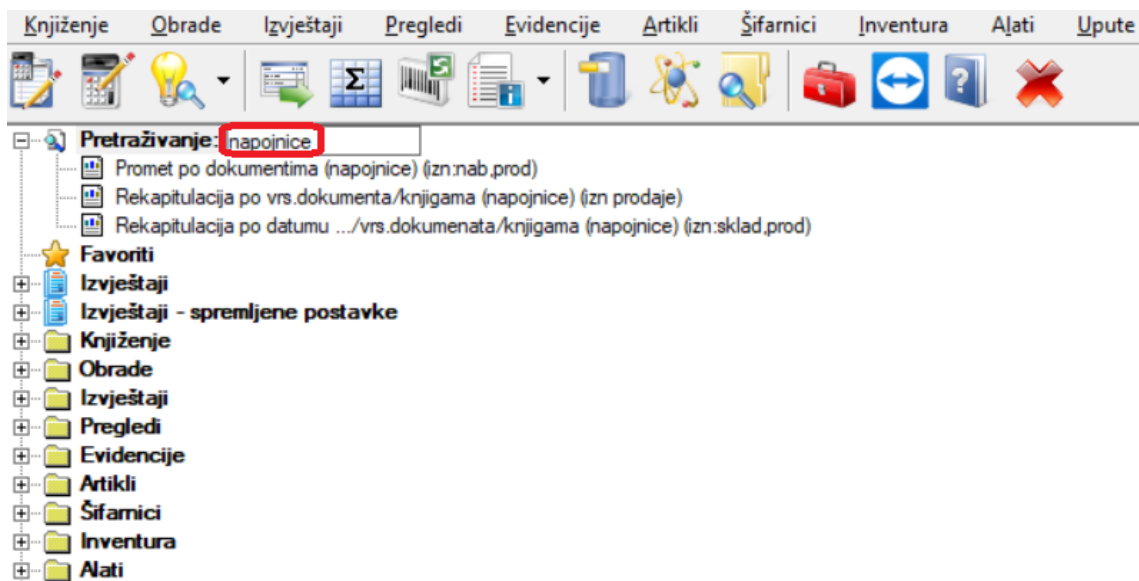 Knjiženje Obrade Izvještaji Pregledi Evidencije Artikli Šifarnici Inventura Alati Upute
Pretraživanje: napojnice
Promet po dokumentima (napojnice) (izn:nab,prod)
Rekapitulacija po vrs.dokumenta/knjigama (napojnice) (izn prodaje)
Rekapitulacija po datumu .../vrs.dokumenata/knjigama (napojnice) (izn:sklad,prod)
Favoriti
Izvještaji
Izvještaji - spremljene postavke
Knjiženje
Obrade
Izvještaji
Pregledi
Evidencije
Artikli
Šifarnici
Inventura
Alati